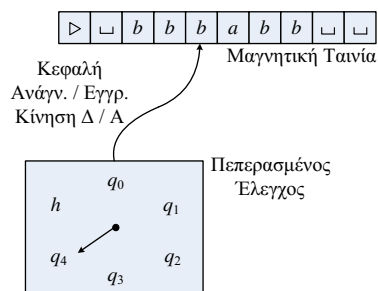 ▷ ⊔ b b b a b b ⊔ ⊔
Μαγνητική Ταινία
Κεφαλή
Ανάγν. / Εγγρ.
Κίνηση Δ / Α
Πεπερασμένος
Έλεγχος
q0
h q1
q4 q2
q3